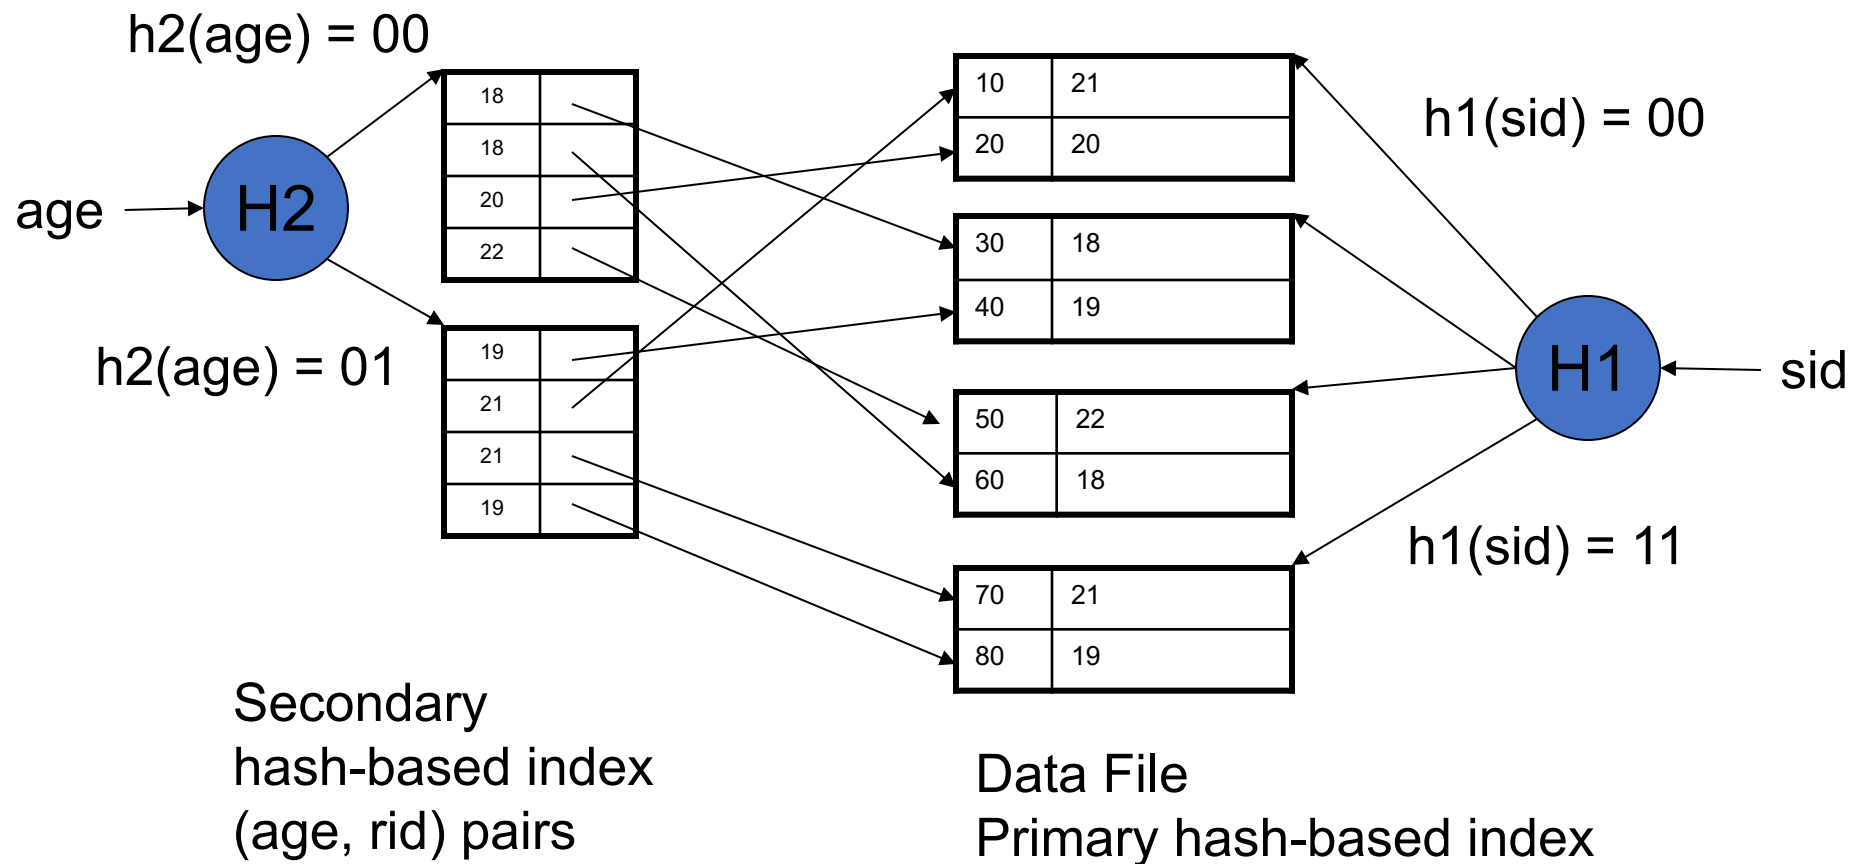 h2(age) = 00
age
H2
h2(age) = 01
18
18
20
22
19
21
21
19
Secondary
hash-based index
(age, rid) pairs
10 21
20 20
30 18
40 19
50 22
60 18
70 21
80 19
Data File
Primary hash-based index
h1(sid) = 00
H1
sid
h1(sid) = 11